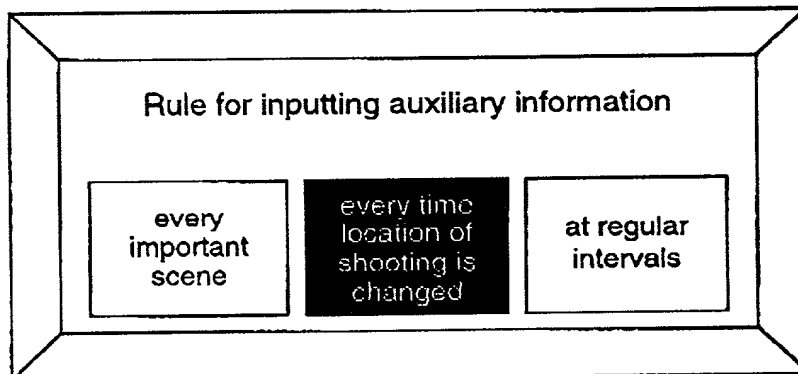 Rule for inputting auxiliary information
every
important
scene
every time
location of
shooting is
changed
at regular
intervals